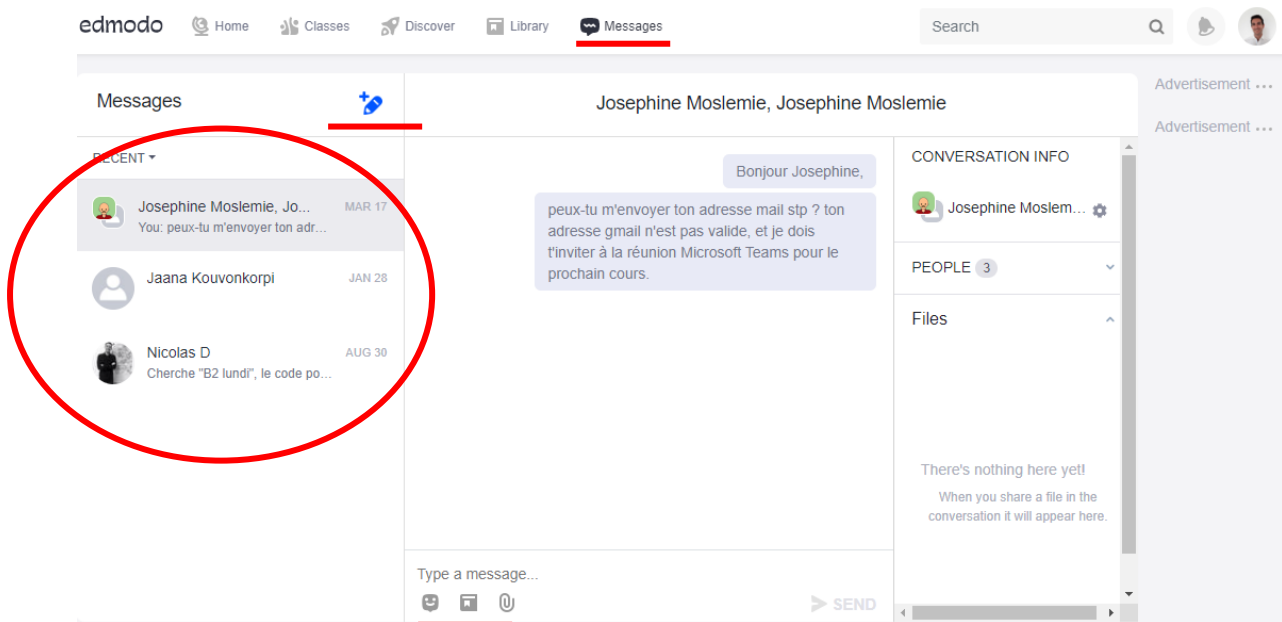 edmodo Home Classes Discover Library Messages Search
Advertisement ...
Messages
Josephine Moslemie, Josephine Moslemie
Advertisement ...
RECENT
Josephine Moslemie, Jo... MAR 17
You: peux-tu m'envoyer ton adr...
Jaana Kouvonkorpi JAN 28
Nicolas D AUG 30
Cherche "B2 lundi", le code po...
Bonjour Josephine,
peux-tu m'envoyer ton adresse mail stp ? ton
adresse gmail n'est pas valide, et je dois
t'inviter à la réunion Microsoft Teams pour le
prochain cours.
Type a message...
SEND
CONVERSATION INFO
Josephine Moslem...
PEOPLE 3
Files
There's nothing here yet!
When you share a file in the
conversation it will appear here.